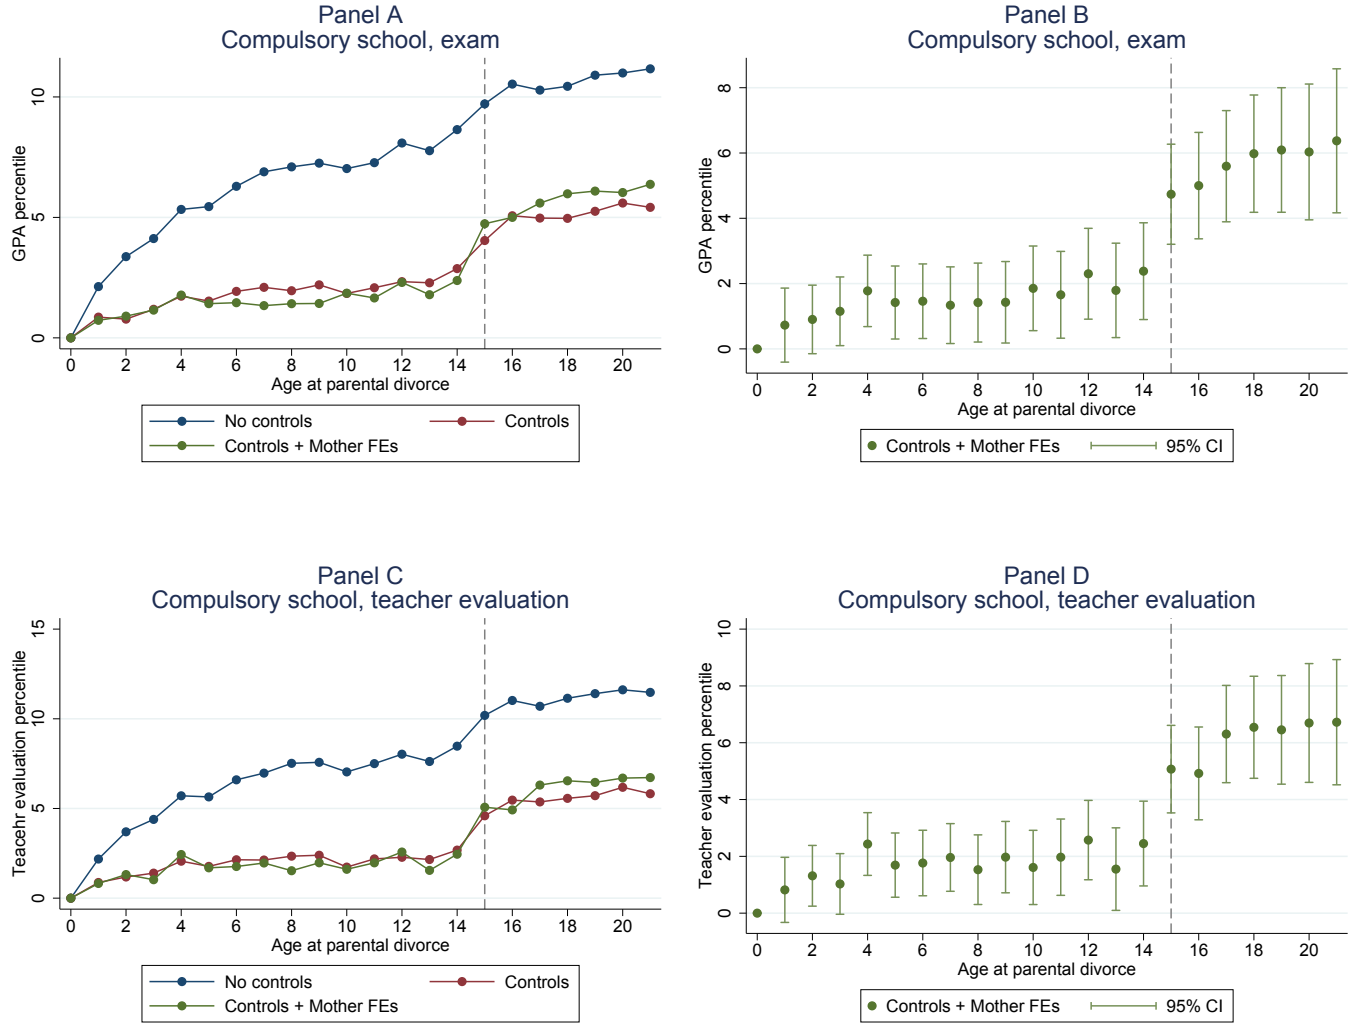 Panel A
Compulsory school, exam
GPA percentile
10
5
0
0 2 4 6 8 10 12 14 16 18 20
Age at parental divorce
No controls Controls
Controls + Mother FEs
Panel B
Compulsory school, exam
GPA percentile
8
6
4
2
0
0 2 4 6 8 10 12 14 16 18 20
Age at parental divorce
Controls + Mother FEs 95% CI
Panel C
Compulsory school, teacher evaluation
Teacehr evaluation percentile
15
10
5
0
0 2 4 6 8 10 12 14 16 18 20
Age at parental divorce
No controls Controls
Controls + Mother FEs
Panel D
Compulsory school, teacher evaluation
Teacher evaluation percentile
10
8
6
4
2
0
0 2 4 6 8 10 12 14 16 18 20
Age at parental divorce
Controls + Mother FEs 95% CI